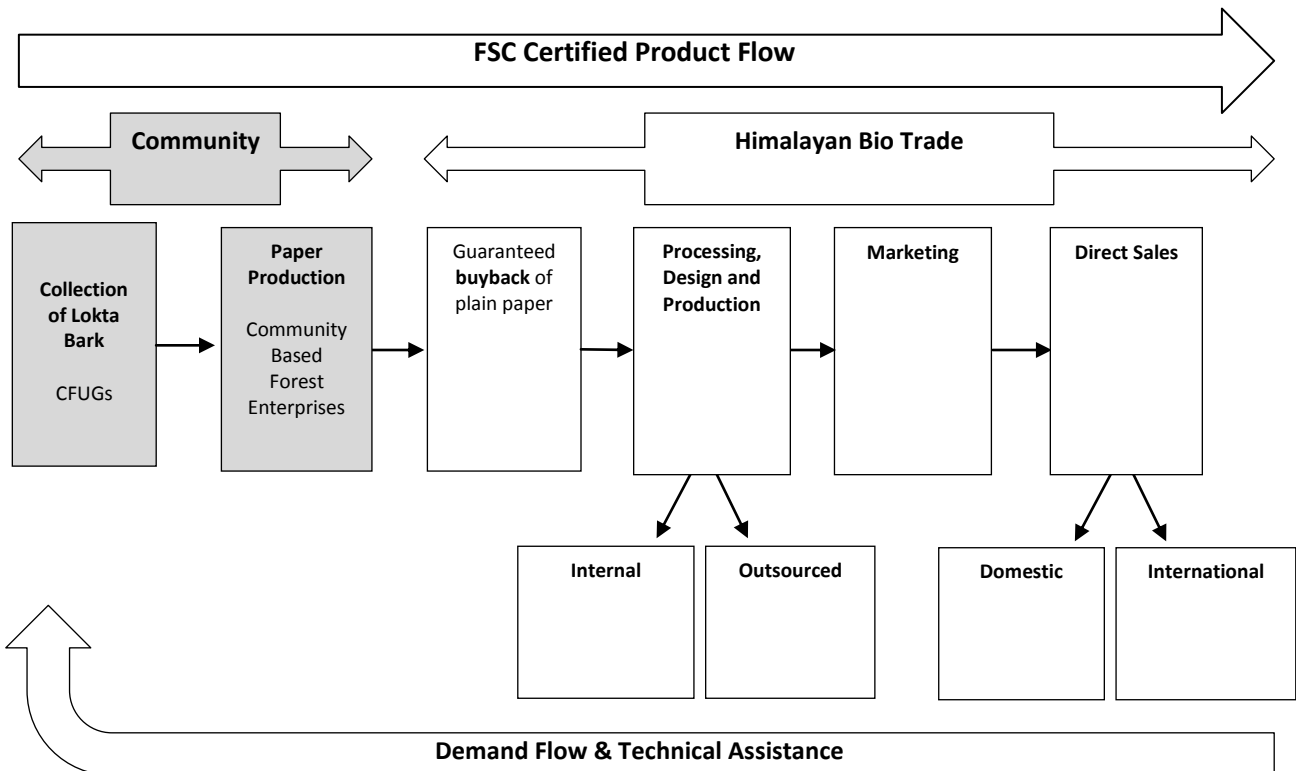 FSC Certified Product Flow
Community
Himalayan Bio Trade
Collection
of Lokta
Bark
CFUGs
Paper
Production
Community
Based
Forest
Enterprises
Guaranteed
buyback of
plain paper
Processing,
Design and
Production
Marketing
Direct Sales
Internal
Outsourced
Domestic
International
Demand Flow & Technical Assistance